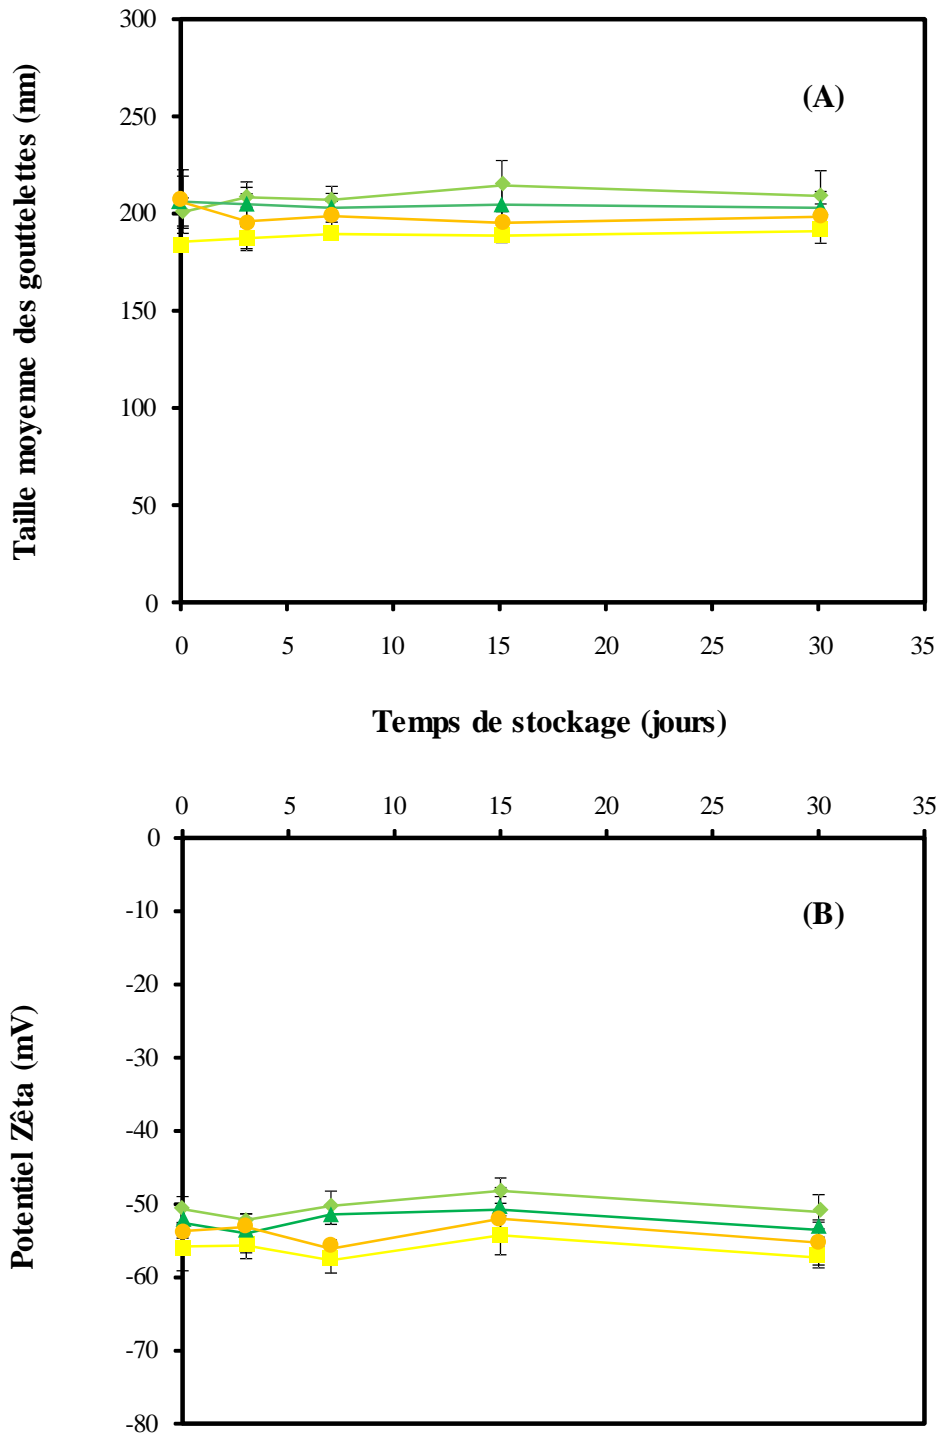 300
250
200
150
100
50
0
(A)
Taille moyenne des gouttelettes (nm)
0 5 10 15 20 25 30 35
Temps de stockage (jours)
0 5 10 15 20 25 30 35
0
-10
-20
-30
-40
-50
-60
-70
-80
(B)
Potentiel Zêta (mV)